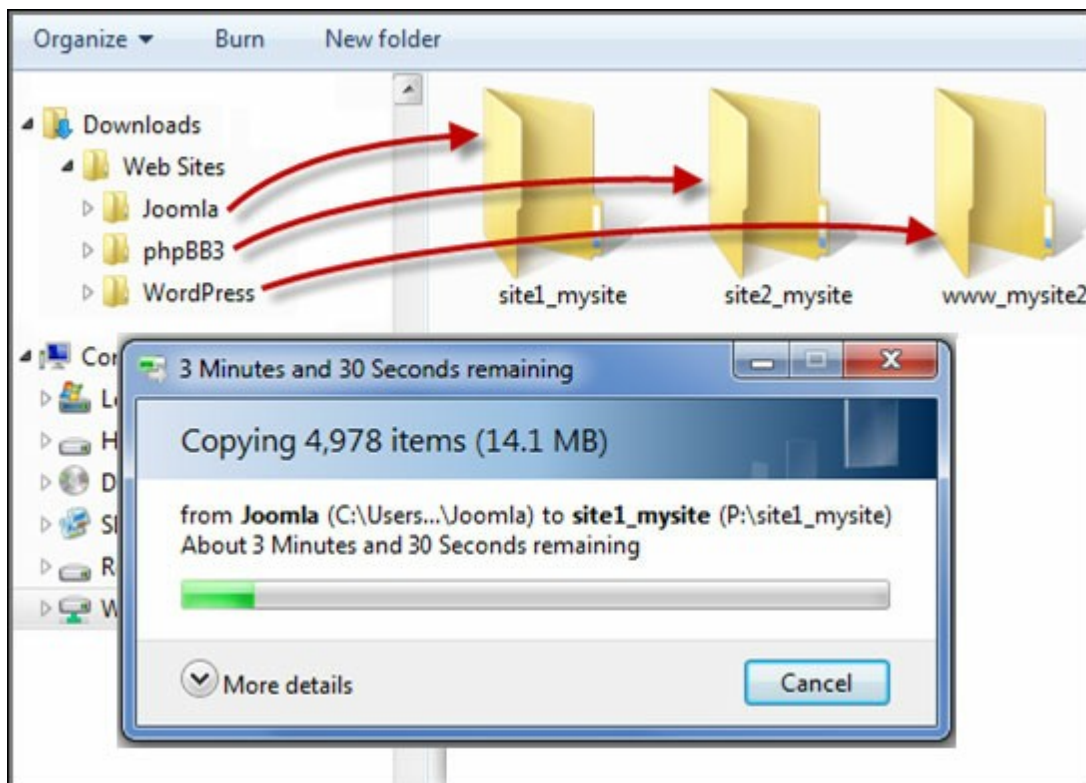 Organize Burn New folder
Downloads
Web Sites
Joomla
phpBB3
WordPress
site1_mysite site2_mysite www_mysite2
3 Minutes and 30 Seconds remaining
Copying 4,978 items (14.1 MB)
from Joomla (C:\Users...\Joomla) to site1_mysite (P:\site1_mysite)
About 3 Minutes and 30 Seconds remaining
More details
Cancel